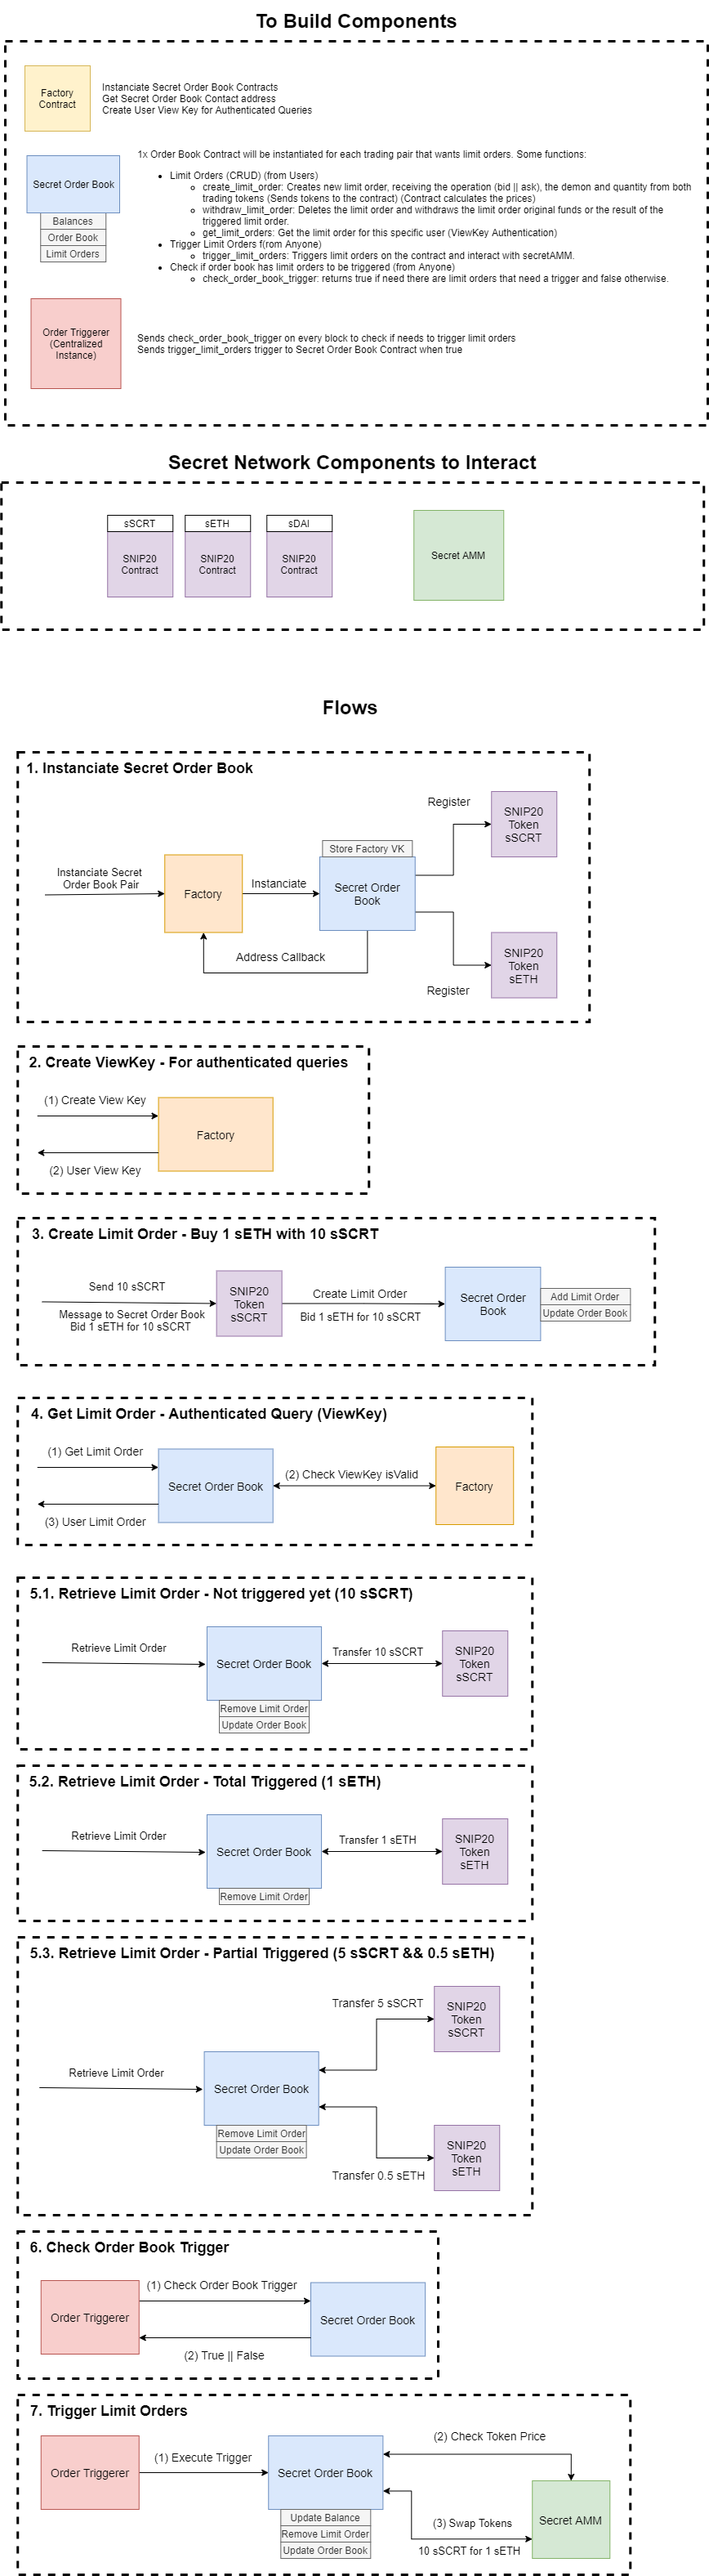 To Build Components
Factory
Contract
Instanciate Secret Order Book Contracts
Get Secret Order Book Contact address
Create User View Key for Authenticated Queries
Secret Order Book
Balances
Order Book
Limit Orders
1x Order Book Contract will be instantiated for each trading pair that wants limit orders. Some functions:
Limit Orders (CRUD) (from Users)
create_limit_order: Creates new limit order, receiving the operation (bid || ask), the demon and quantity from both
trading tokens (Sends tokens to the contract) (Contract calculates the prices)
withdraw_limit_order: Deletes the limit order and withdraws the limit order original funds or the result of the
triggered limit order.
get_limit_orders: Get the limit order for this specific user (ViewKey Authentication)
Trigger Limit Orders f(rom Anyone)
trigger_limit_orders: Triggers limit orders on the contract and interact with secretAMM.
Check if order book has limit orders to be triggered (from Anyone)
check_order_book_trigger: returns true if need there are limit orders that need a trigger and false otherwise.
Order Triggerer
(Centralized
Instance)
Sends check_order_book_trigger on every block to check if needs to trigger limit orders
Sends trigger_limit_orders trigger to Secret Order Book Contract when true
Secret Network Components to Interact
sSCRT
SNIP20
Contract
sETH
SNIP20
Contract
sDAI
SNIP20
Contract
Secret AMM
Flows
1. Instanciate Secret Order Book
Instanciate Secret
Order Book Pair
Factory
Instanciate
Store Factory VK
Secret Order
Book
Address Callback
Register
SNIP20
Token
sSCRT
Register
SNIP20
Token
sETH
2. Create ViewKey - For authenticated queries
(1) Create View Key
Factory
(2) User View Key
3. Create Limit Order - Buy 1 sETH with 10 sSCRT
Send 10 sSCRT
Message to Secret Order Book
Bid 1 sETH for 10 sSCRT
SNIP20
Token
sSCRT
Create Limit Order
Bid 1 sETH for 10 sSCRT
Secret Order
Book
Add Limit Order
Update Order Book
4. Get Limit Order - Authenticated Query (ViewKey)
(1) Get Limit Order
Secret Order Book
(2) Check ViewKey isValid
Factory
(3) User Limit Order
5.1. Retrieve Limit Order - Not triggered yet (10 sSCRT)
Retrieve Limit Order
Secret Order Book
Remove Limit Order
Update Order Book
Transfer 10 sSCRT
SNIP20
Token
sSCRT
5.2. Retrieve Limit Order - Total Triggered (1 sETH)
Retrieve Limit Order
Secret Order Book
Remove Limit Order
Transfer 1 sETH
SNIP20
Token
sETH
5.3. Retrieve Limit Order - Partial Triggered (5 sSCRT && 0.5 sETH)
Transfer 5 sSCRT
SNIP20
Token
sSCRT
Retrieve Limit Order
Secret Order Book
Remove Limit Order
Update Order Book
Transfer 0.5 sETH
SNIP20
Token
sETH
6. Check Order Book Trigger
Order Triggerer
(1) Check Order Book Trigger
Secret Order Book
(2) True || False
7. Trigger Limit Orders
Order Triggerer
(1) Execute Trigger
Secret Order Book
Update Balance
Remove Limit Order
Update Order Book
(2) Check Token Price
(3) Swap Tokens
10 sSCRT for 1 sETH
Secret AMM